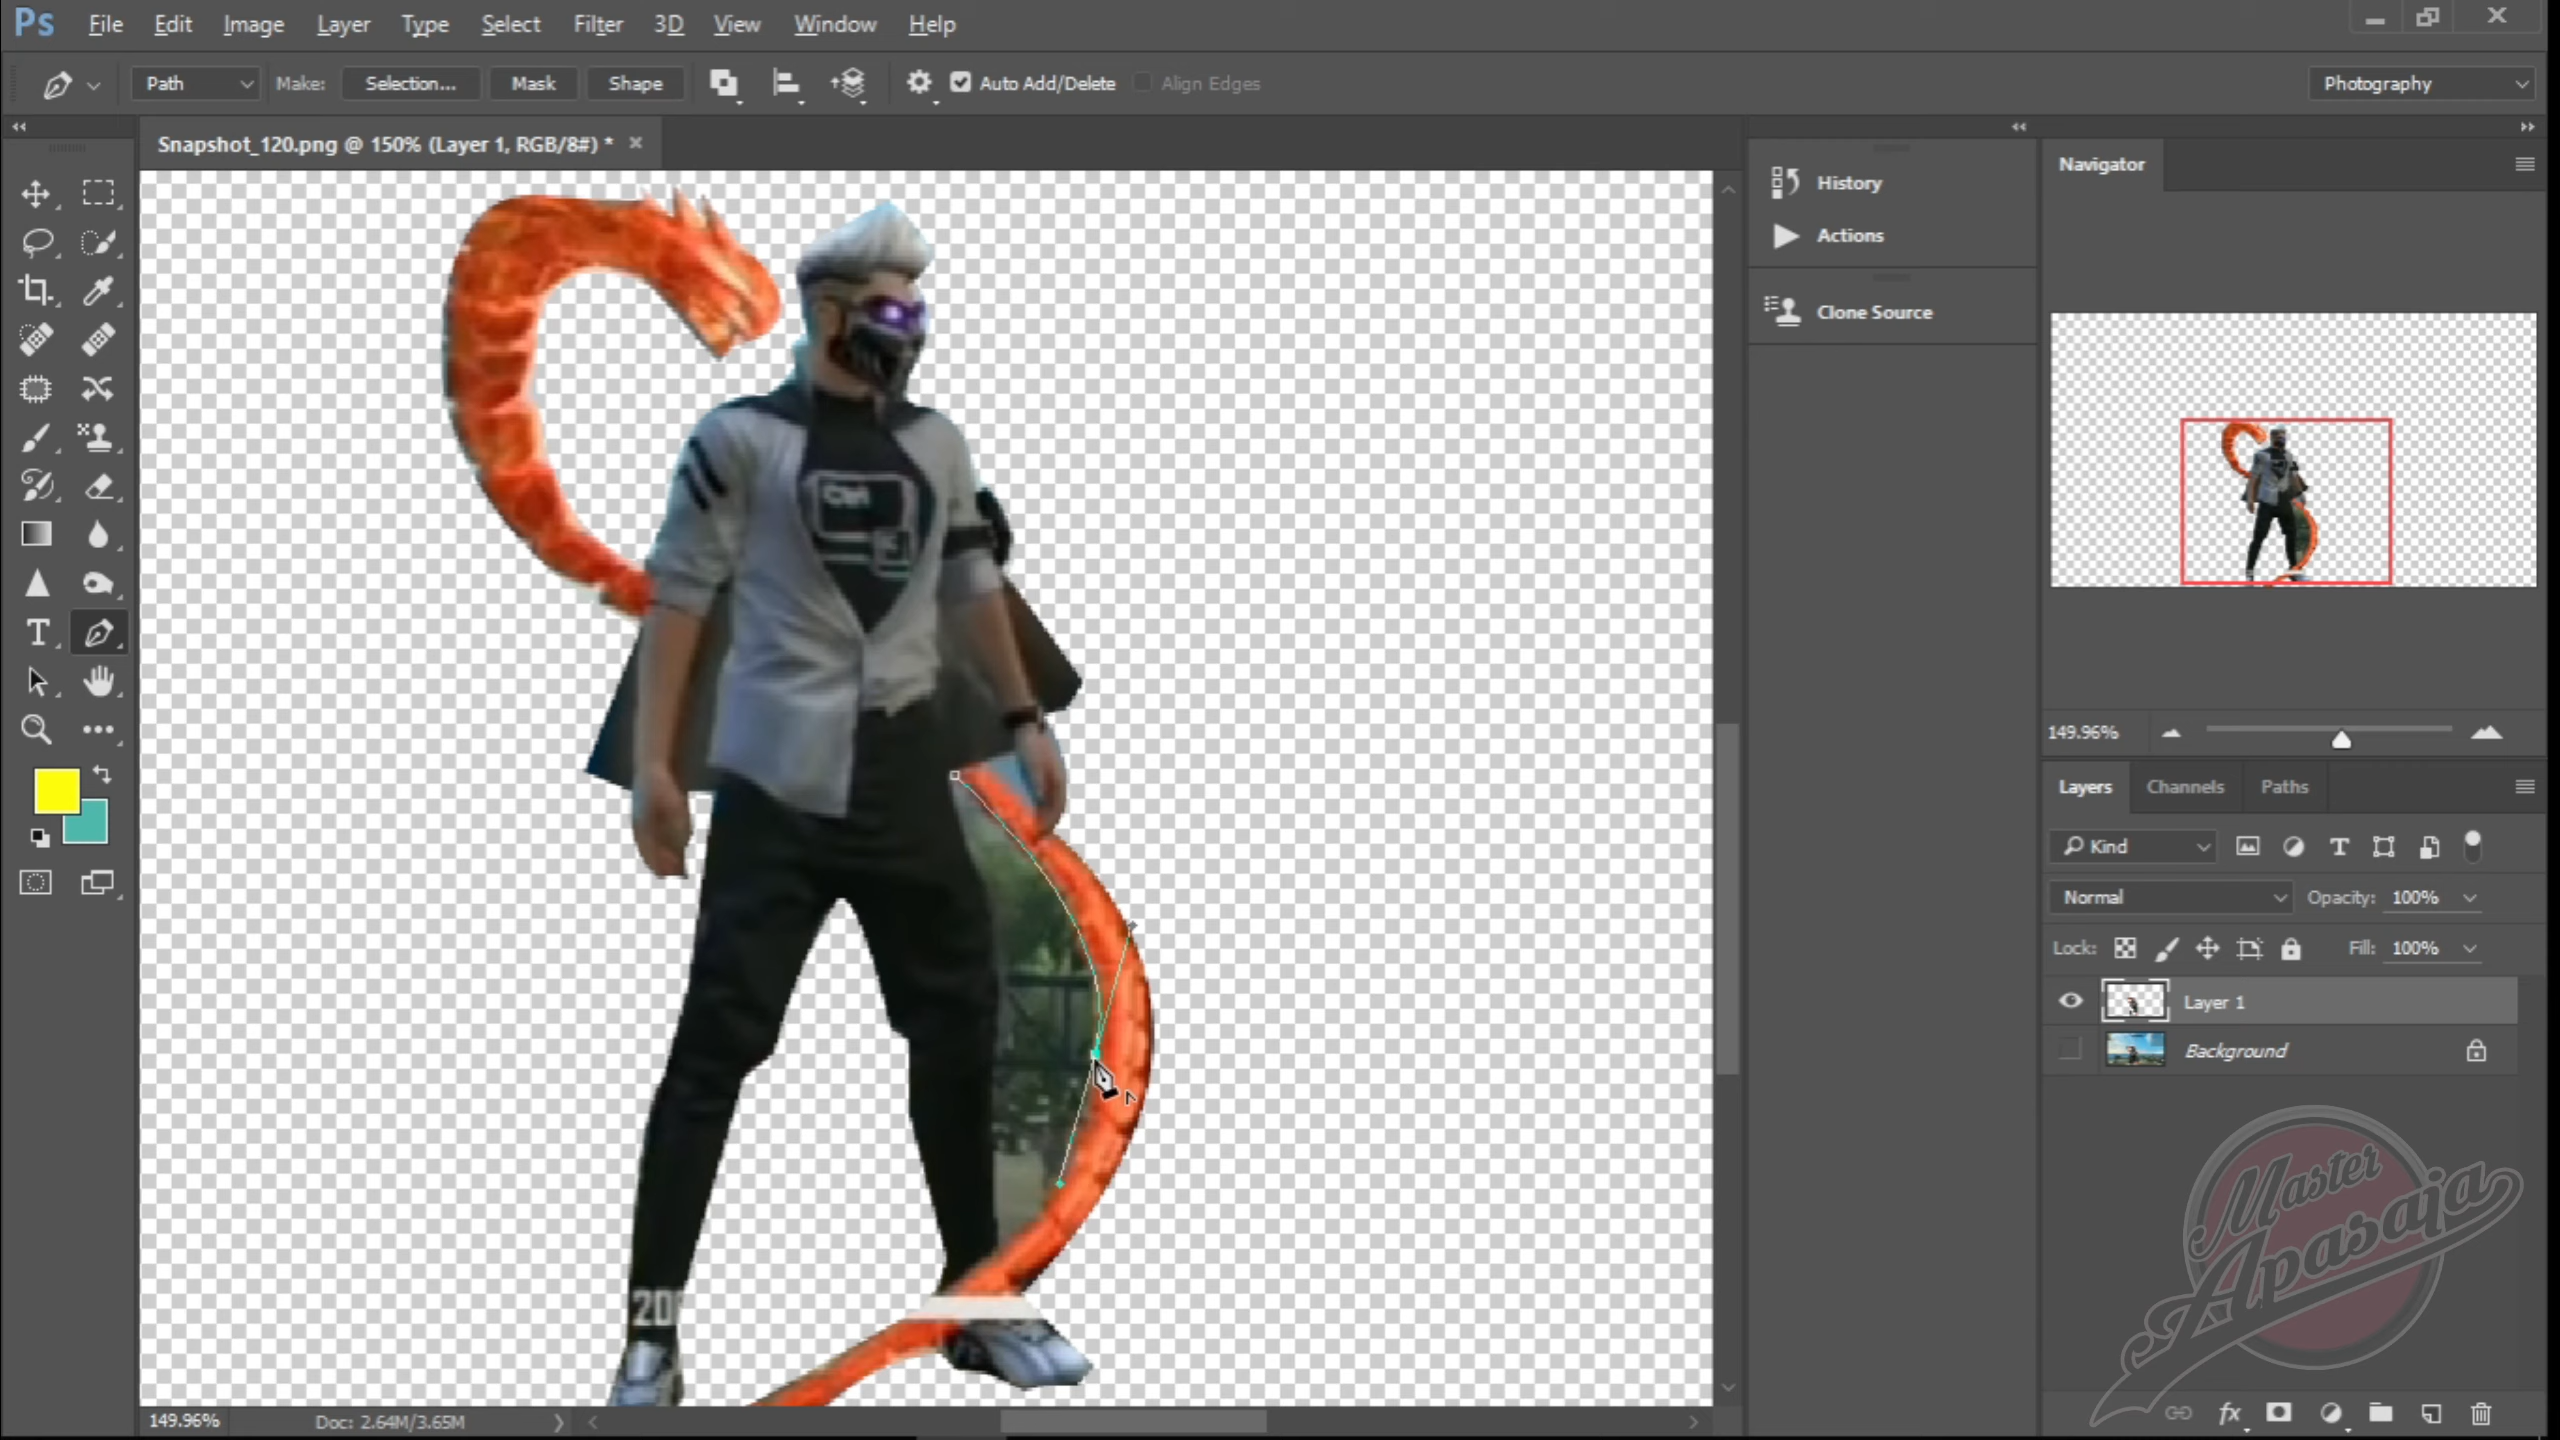 Ps File Edit Image Layer Type Select Filter 3D View Window Help
Path Make: Selection... Mask Shape Auto Add/Delete Align Edges Photography
Snapshot_120.png @ 150% (Layer 1, RGB/8#) *
History
Actions
Clone Source
Navigator
149.96%
Layers Channels Paths
Kind
Normal Opacity: 100%
Lock: Fill: 100%
Layer 1
Background
Ctrl
20
149.96% Doc: 2.64M/3.65M
fx
Master
Apasaja